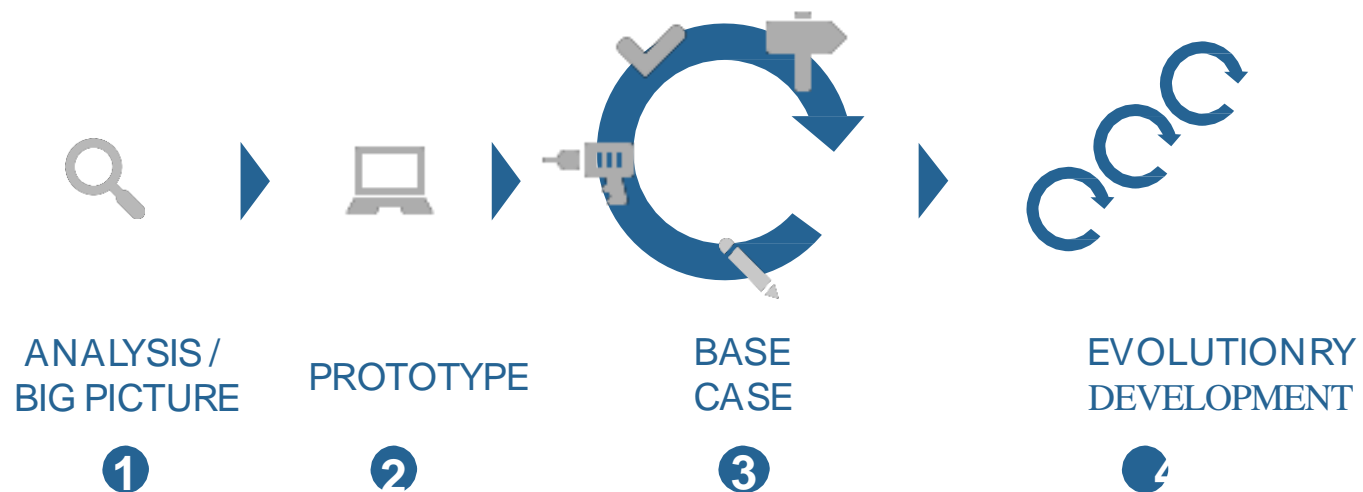 ANALYSIS /
BIG PICTURE
PROTOTYPE
BASE
CASE
EVOLUTIONRY
DEVELOPMENT
1
2
3
4